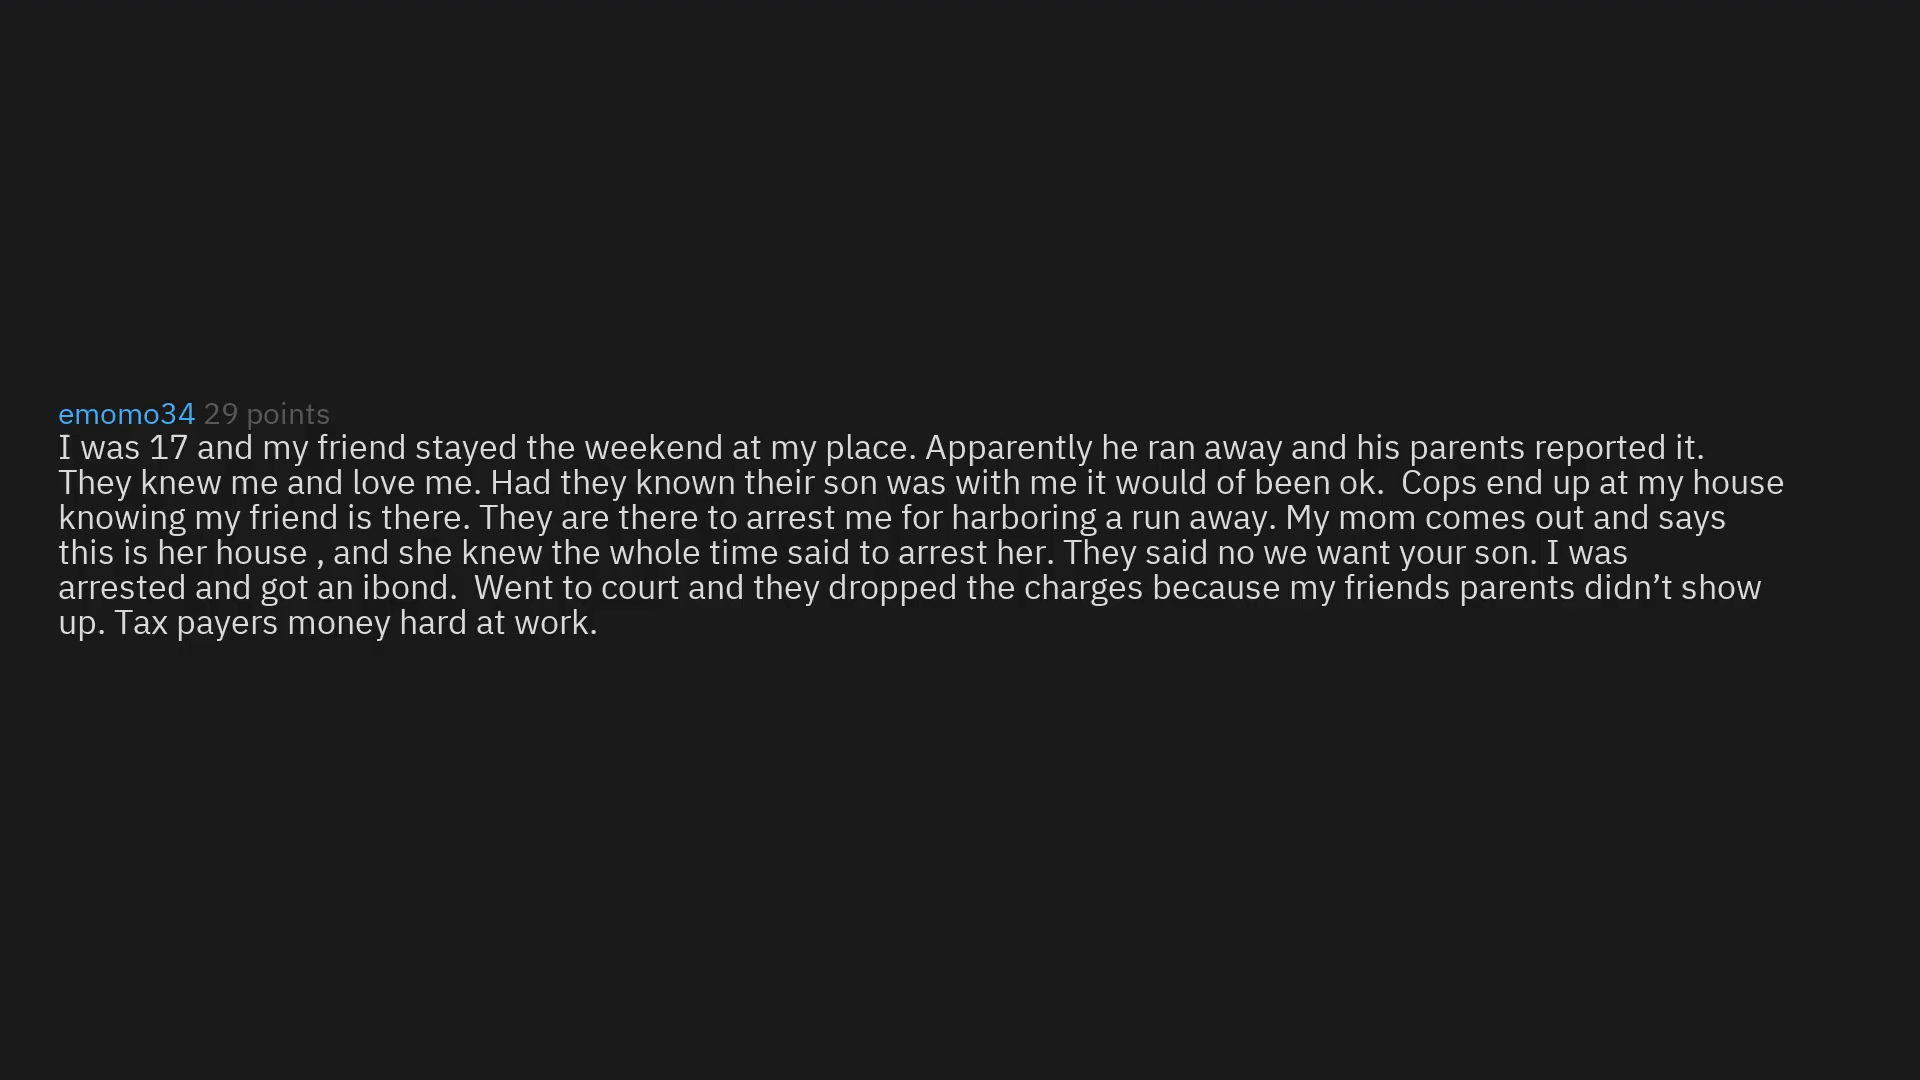 emomo34 29 points
I was 17 and my friend stayed the weekend at my place. Apparently he ran away and his parents reported it.
They knew me and love me. Had they known their son was with me it would of been ok.  Cops end up at my house
knowing my friend is there. They are there to arrest me for harboring a run away. My mom comes out and says
this is her house , and she knew the whole time said to arrest her. They said no we want your son. I was
arrested and got an ibond.  Went to court and they dropped the charges because my friends parents didn’t show
up. Tax payers money hard at work.